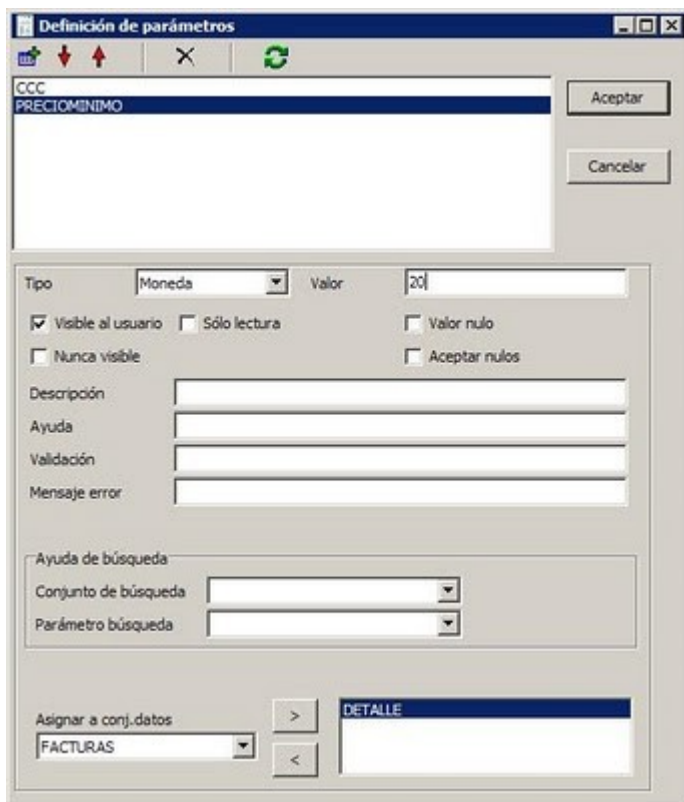 Definición de parámetros
CCC
PRECIOMINIMO
Aceptar
Cancelar
Tipo Moneda Valor 20
Visible al usuario Sólo lectura Valor nulo
Nunca visible Aceptar nulos
Descripción
Ayuda
Validación
Mensaje error
Ayuda de búsqueda
Conjunto de búsqueda
Parámetro búsqueda
Asignar a conj.datos > DETALLE
FACTURAS <